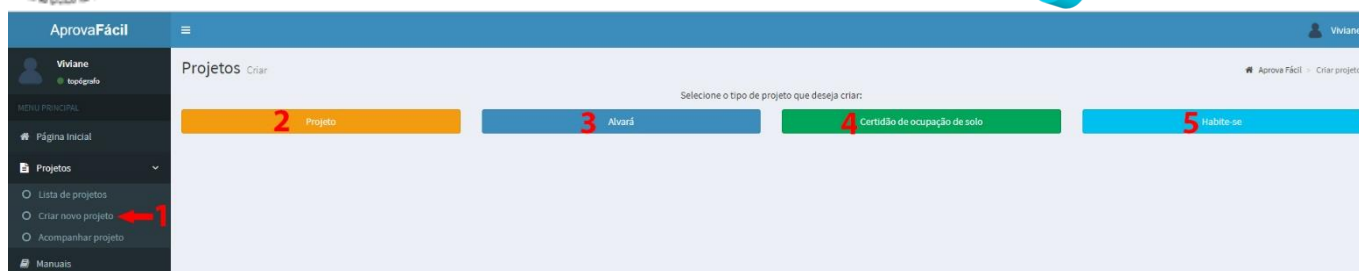 AprovaFácil
Viviane
Viviane
topógrafo
Projetos Criar
Aprova Fácil > Criar projeto
MENU PRINCIPAL
Selecione o tipo de projeto que deseja criar:
2 Projeto
3 Alvará
4 Certidão de ocupação de solo
5 Habite-se
Página Inicial
Projetos
Lista de projetos
Criar novo projeto 1
Acompanhar projeto
Manuais